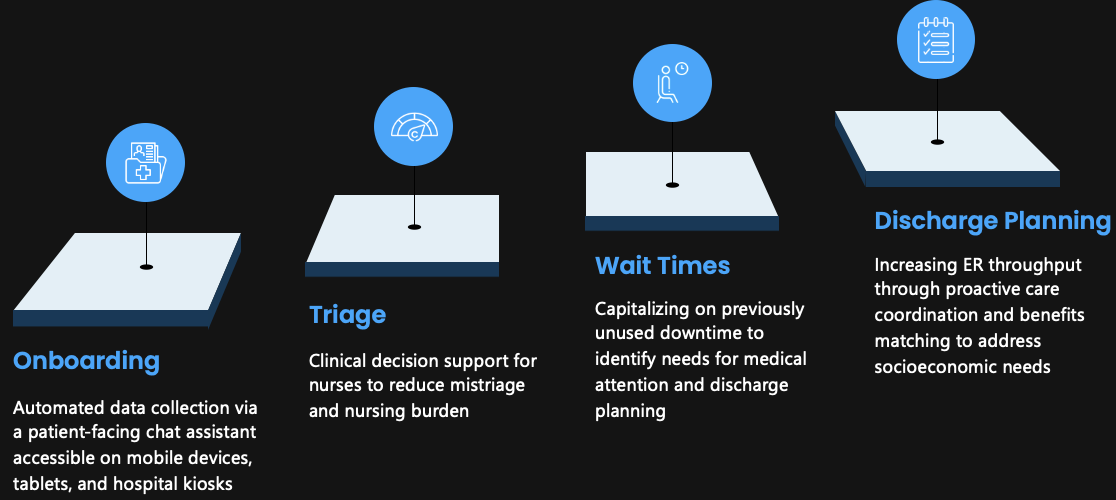 Onboarding
Automated data collection via
a patient-facing chat assistant
accessible on mobile devices,
tablets, and hospital kiosks
C
Triage
Clinical decision support for
nurses to reduce mistriage
and nursing burden
Wait Times
Capitalizing on previously
unused downtime to
identify needs for medical
attention and discharge
planning
Discharge Planning
Increasing ER throughput
through proactive care
coordination and benefits
matching to address
socioeconomic needs